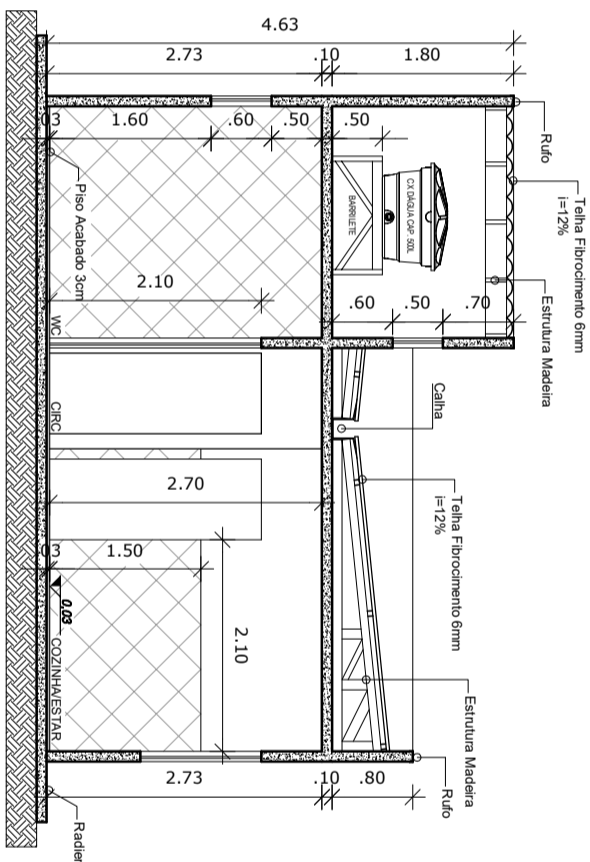 4.63
2.73
.10
1.80
Rufo
Telha Fibrocimento 6mm
i=12%
Estrutura Madeira
.03
1.60
.60
.50
.50
CX DÁGUA CAP. 500L
BARRILETE
Piso Acabado 3cm
2.10
.60
.50
.70
WC
CIRC
Calha
Telha Fibrocimento 6mm
i=12%
Estrutura Madeira
2.70
.03
1.50
2.10
0.03
COZINHA/ESTAR
2.73
.10
.80
Rufo
Radier